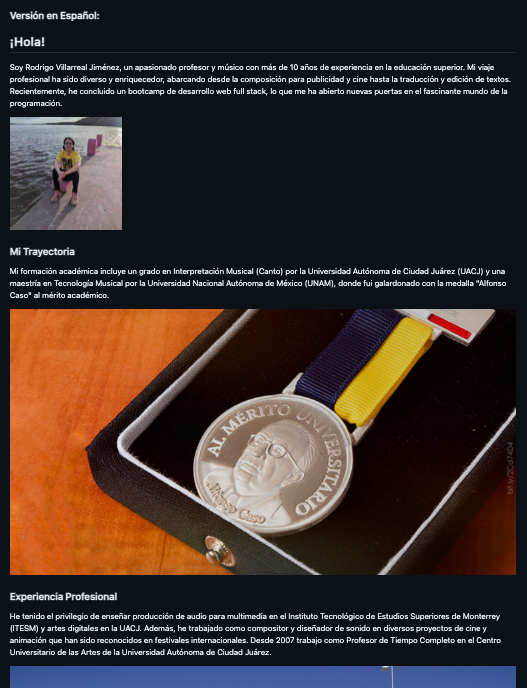 Versión en Español:
¡Hola!
Soy Rodrigo Villarreal Jiménez, un apasionado profesor y músico con más de 10 años de experiencia en la educación superior. Mi viaje
profesional ha sido diverso y enriquecedor, abarcando desde la composición para publicidad y cine hasta la traducción y edición de textos.
Recientemente, he concluido un bootcamp de desarrollo web full stack, lo que me ha abierto nuevas puertas en el fascinante mundo de la
programación.
Mi Trayectoria
Mi formación académica incluye un grado en Interpretación Musical (Canto) por la Universidad Autónoma de Ciudad Juárez (UACJ) y una
maestría en Tecnología Musical por la Universidad Nacional Autónoma de México (UNAM), donde fui galardonado con la medalla "Alfonso
Caso" al mérito académico.
AL MÉRITO UNIVERSITARIO
Alfonso Caso
bit.ly/2Cd7404
Experiencia Profesional
He tenido el privilegio de enseñar producción de audio para multimedia en el Instituto Tecnológico de Estudios Superiores de Monterrey
(ITESM) y artes digitales en la UACJ. Además, he trabajado como compositor y diseñador de sonido en diversos proyectos de cine y
animación que han sido reconocidos en festivales internacionales. Desde 2007 trabajo como Profesor de Tiempo Completo en el Centro
Universitario de las Artes de la Universidad Autónoma de Ciudad Juárez.